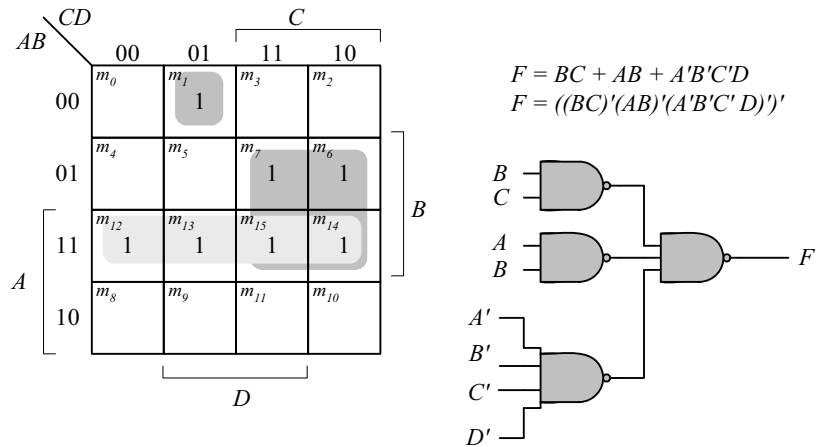 CD
C
AB
00 01 11 10
00
m0 m1 m3 m2
1
01
m4 m5 m7 m6
1 1
B
11
m12 m13 m15 m14
1 1 1 1
A
10
m8 m9 m11 m10
D
F = BC + AB + A'B'C'D
F = ((BC)'(AB)'(A'B'C' D)')'
B
C
A
B
F
A'
B'
C'
D'